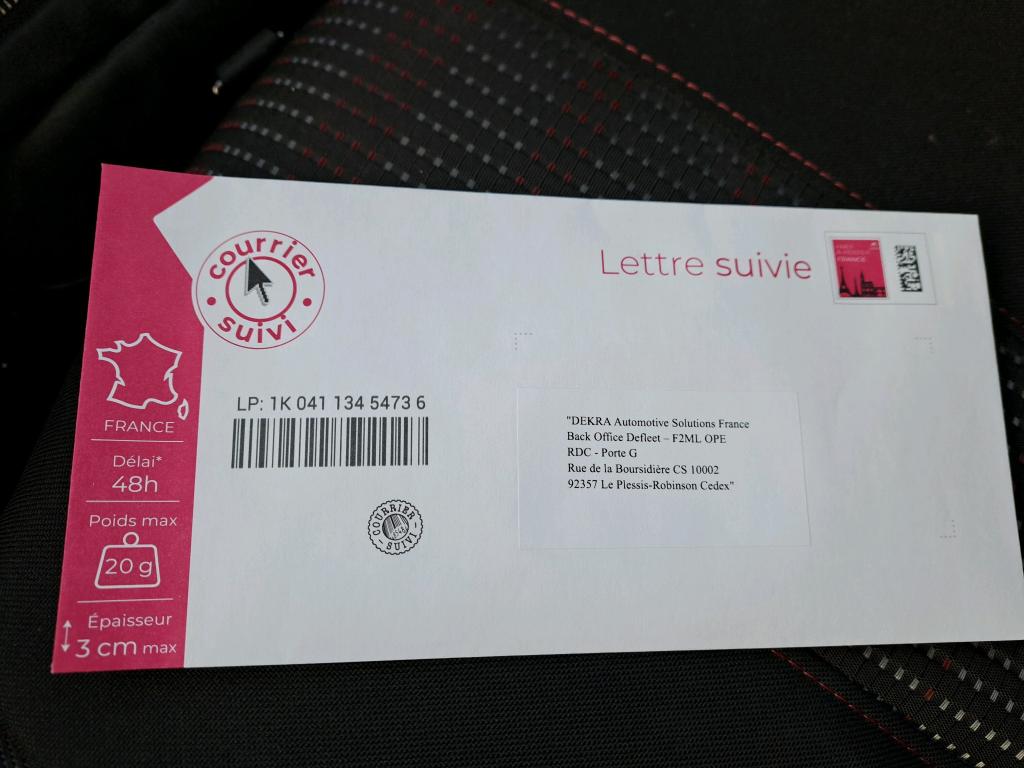 courrier
suivi
Lettre suivie
FRANCE
FRANCE
Délai*
48h
Poids max
20 g
Épaisseur
3 cm max
LP: 1K 041 134 5473 6
COURRIER
SUIVI
"DEKRA Automotive Solutions France
Back Office Defleet – F2ML OPE
RDC - Porte G
Rue de la Boursidière CS 10002
92357 Le Plessis-Robinson Cedex"